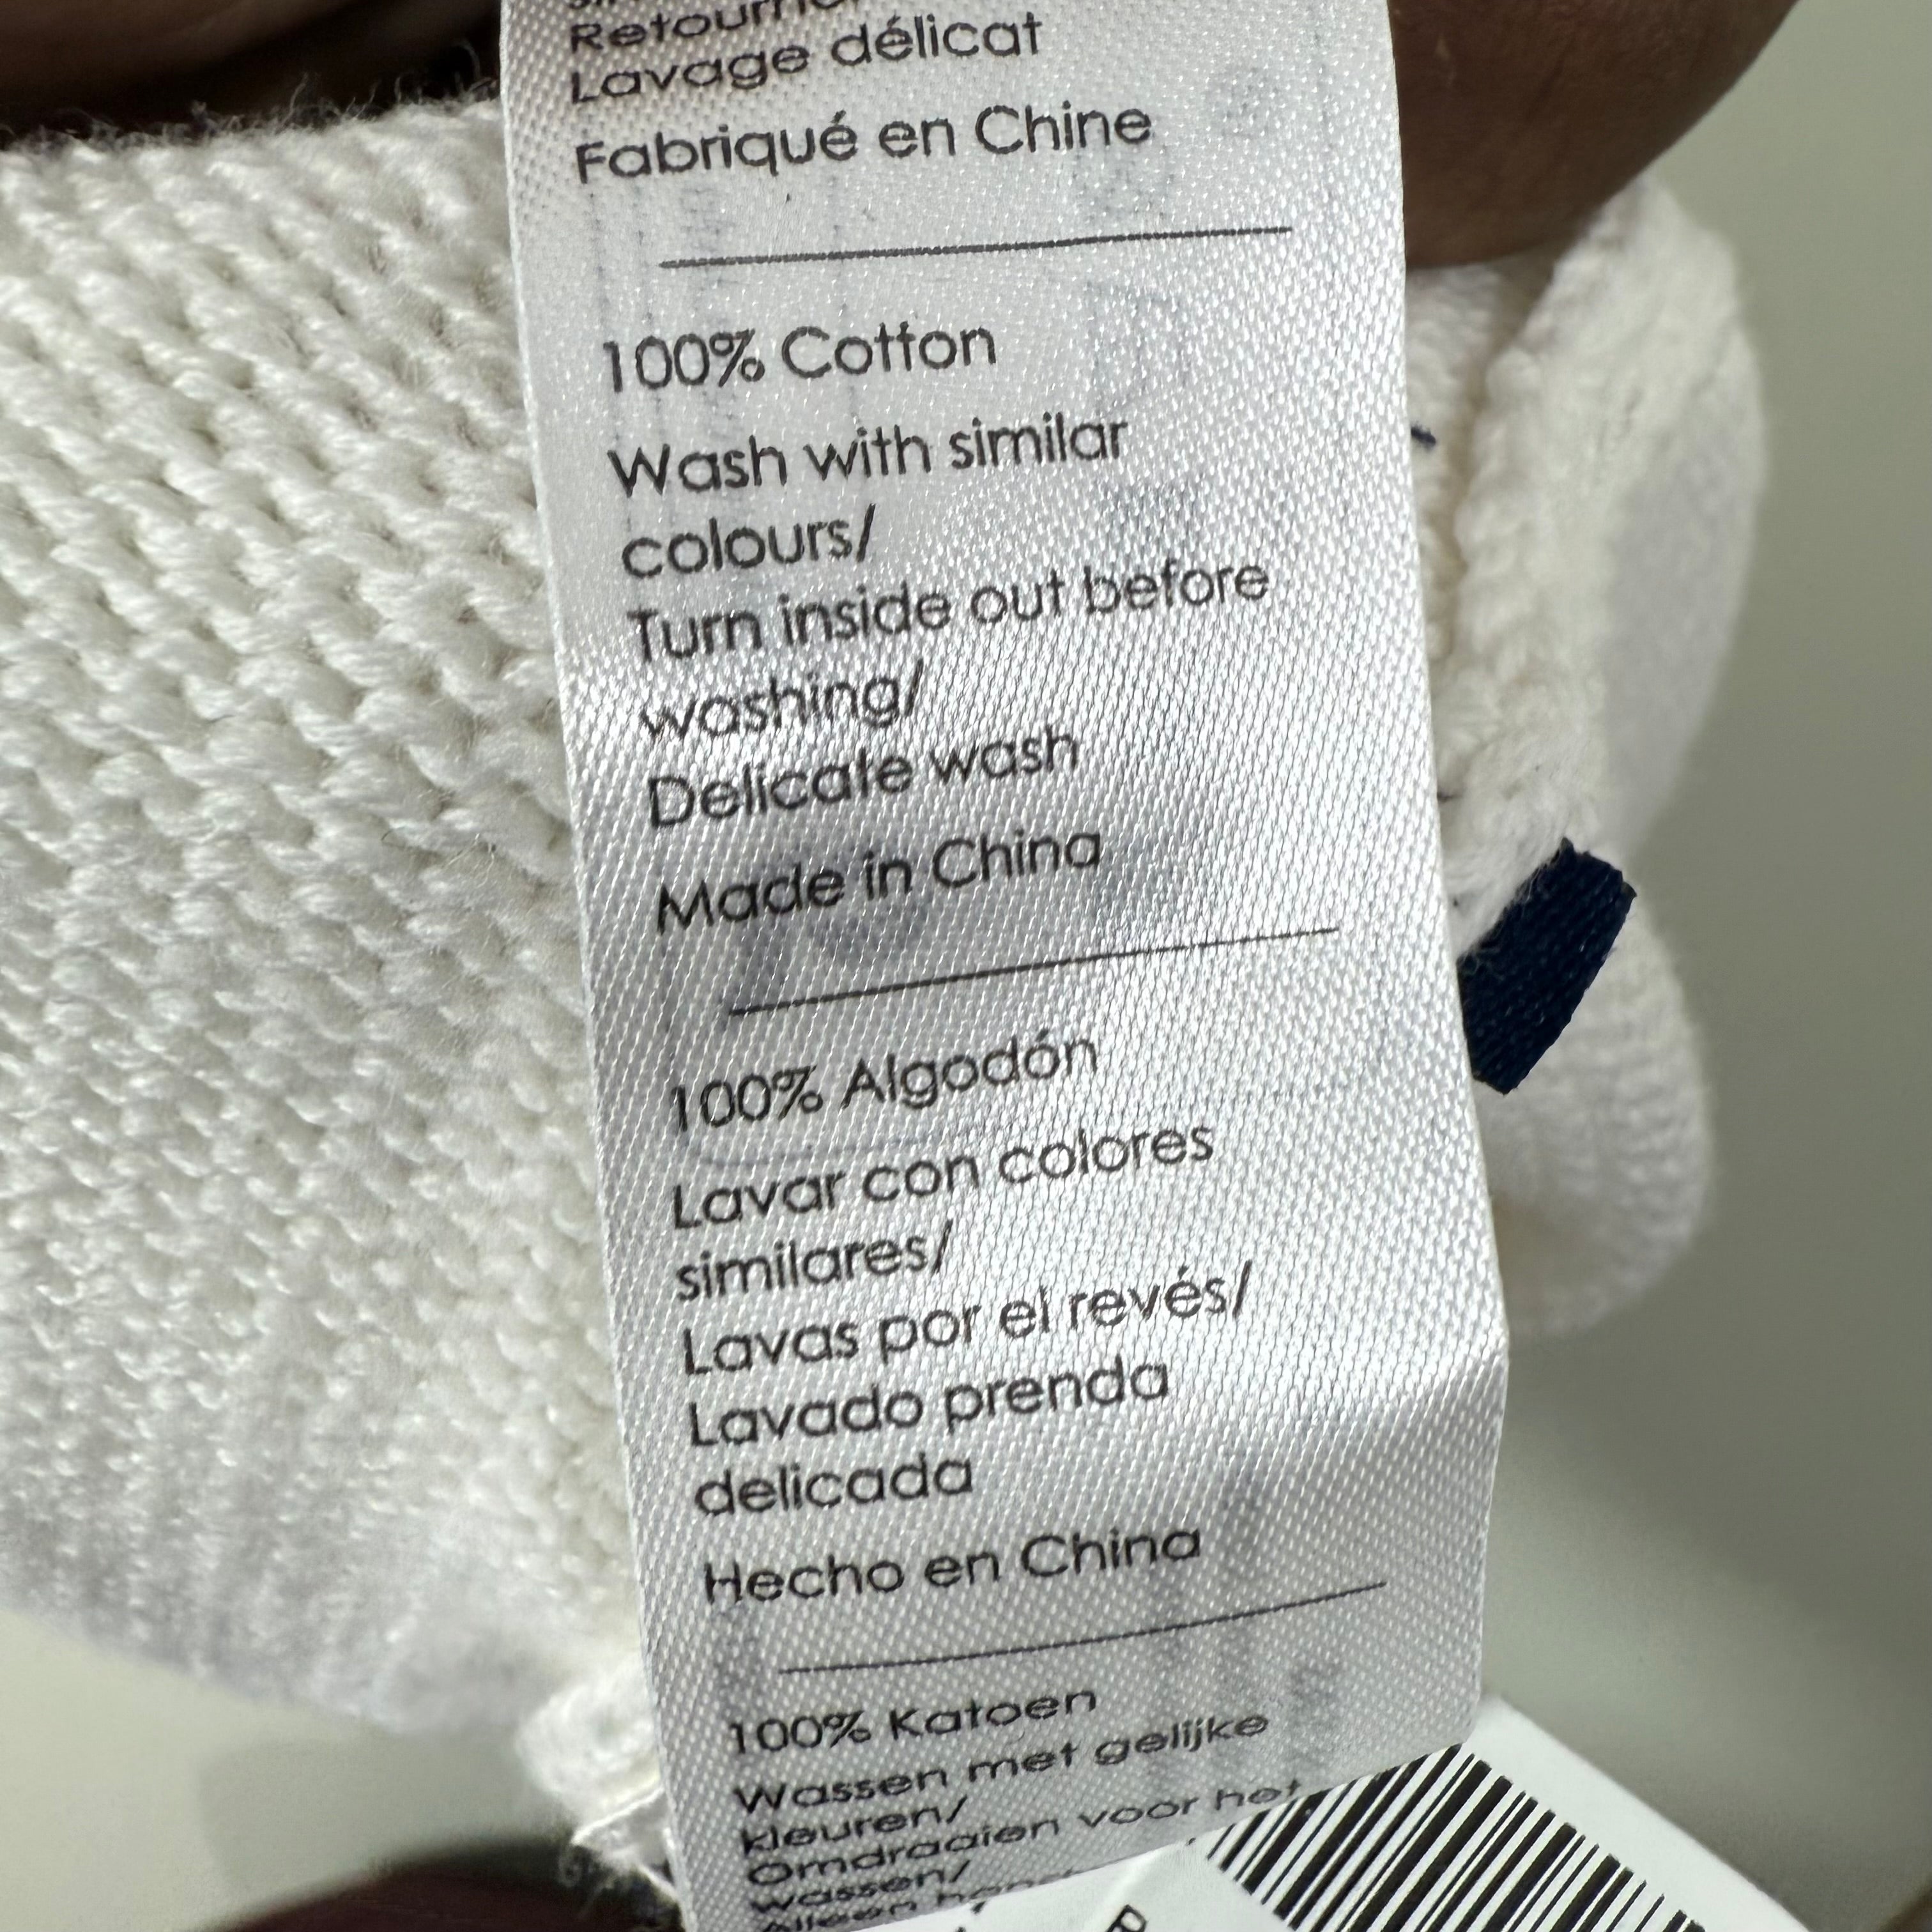 Lavage délicat
Fabriqué en Chine
100% Cotton
Wash with similar
colours/
Turn inside out before
washing/
Delicate wash
Made in China
100% Algodón
Lavar con colores
similares/
Lavas por el revés/
Lavado prenda
delicada
Hecho en China
100% Katoen
Wassen met gelijke
kleuren/
Omdraaien voor het
wassen/